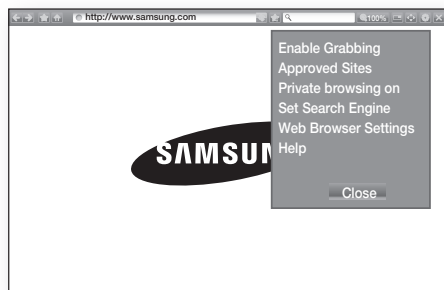 http://www.samsung.com
100%
Enable Grabbing
Approved Sites
Private browsing on
Set Search Engine
Web Browser Settings
Help
SAMSUN
Close